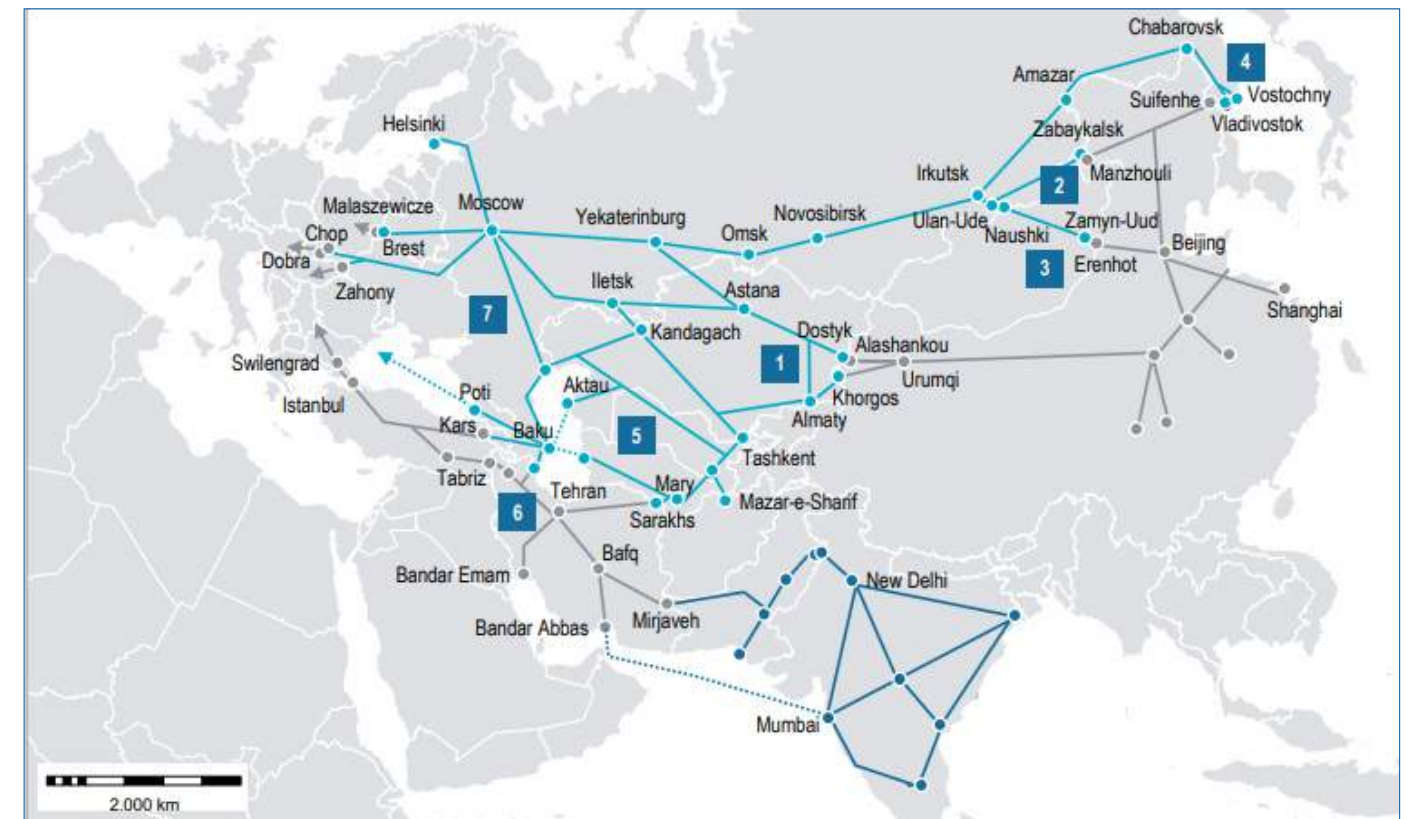 Chabarovsk
4
Amazar
Suifenhe
Vostochny
Vladivostok
Helsinki
Zabaykalsk
Manzhouli
Irkutsk
2
Malaszewicze
Moscow
Yekaterinburg
Novosibirsk
Omsk
Ulan-Ude
Naushki
Zamyn-Uud
Chop
Brest
Beijing
Dobra
Erenhot
3
Zahony
Iletsk
Astana
Shanghai
7
Kandagach
Dostyk
Alashankou
Swilengrad
1
Urumqi
Poti
Aktau
Khorgos
Istanbul
Almaty
Kars
Baku
5
Tashkent
Tabriz
Tehran
Mary
Mazar-e-Sharif
6
Sarakhs
Bafq
Bandar Emam
New Delhi
Bandar Abbas
Mirjaveh
Mumbai
2.000 km